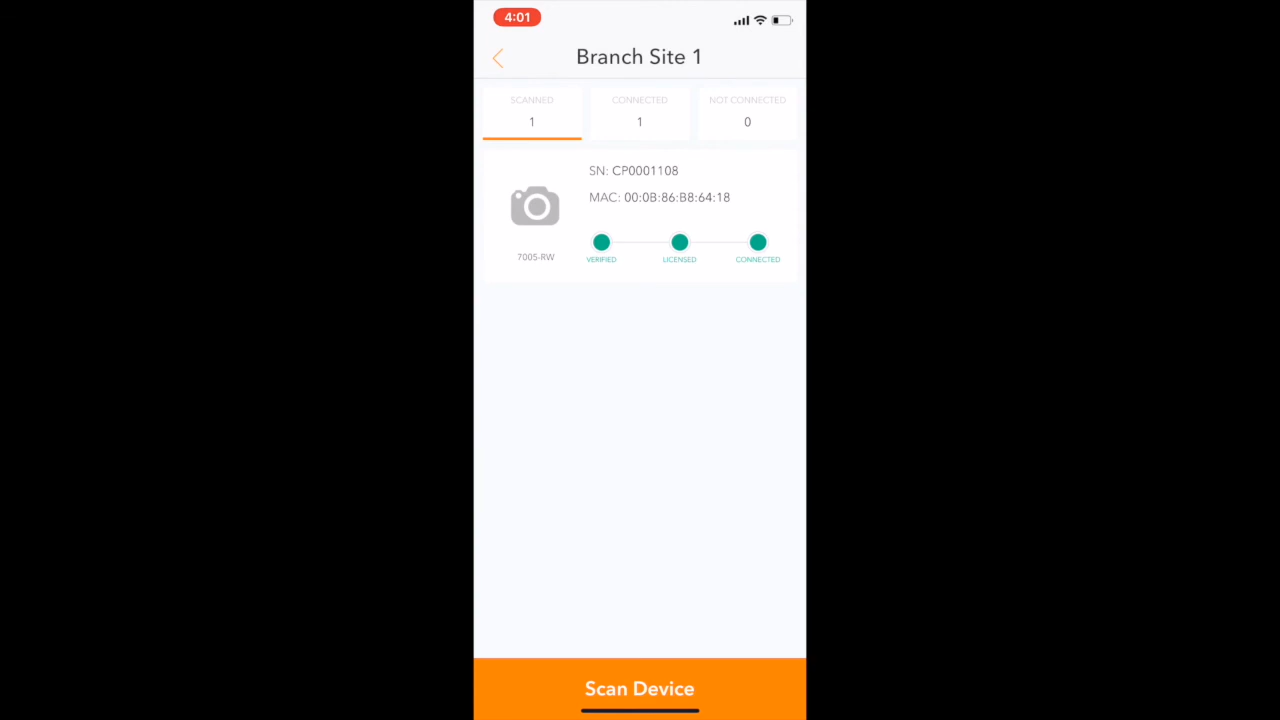 4:01
Branch Site 1
SCANNED
1
CONNECTED
1
NOT CONNECTED
0
SN: CP0001108
MAC: 00:0B:86:B8:64:18
7005-RW
VERIFIED
LICENSED
CONNECTED
Scan Device